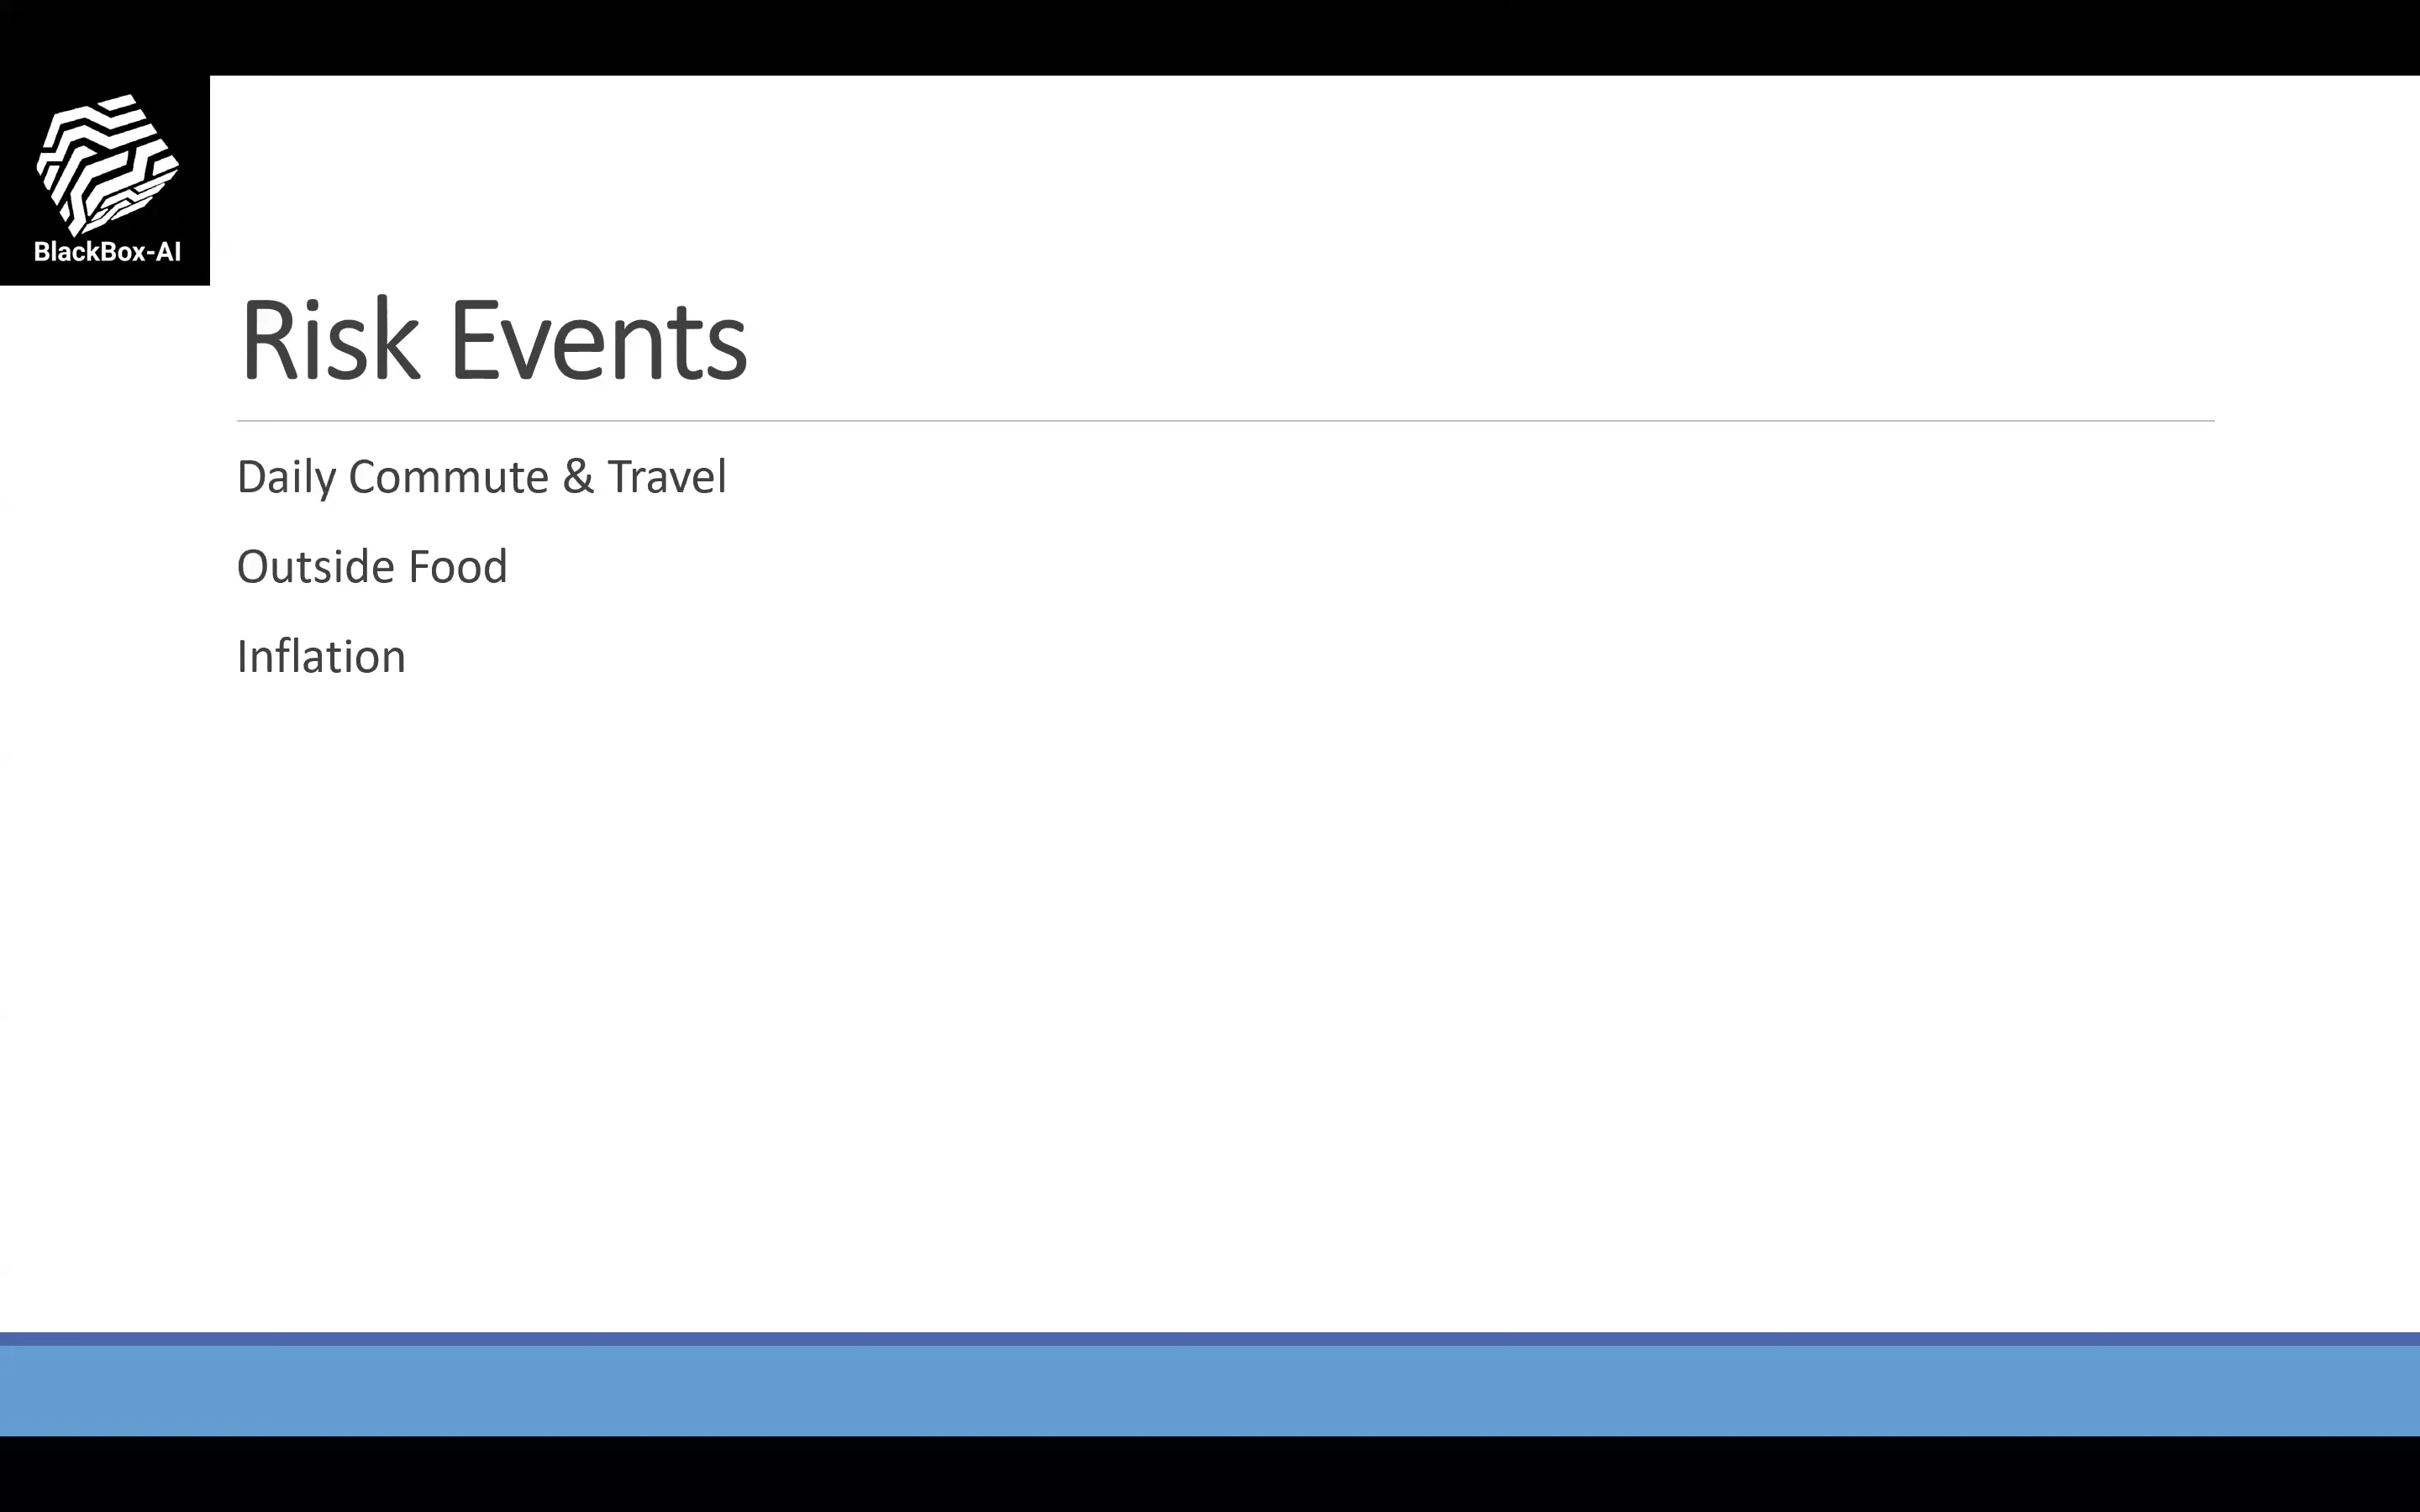 BlackBox-AI
Risk Events
Daily Commute & Travel
Outside Food
Inflation